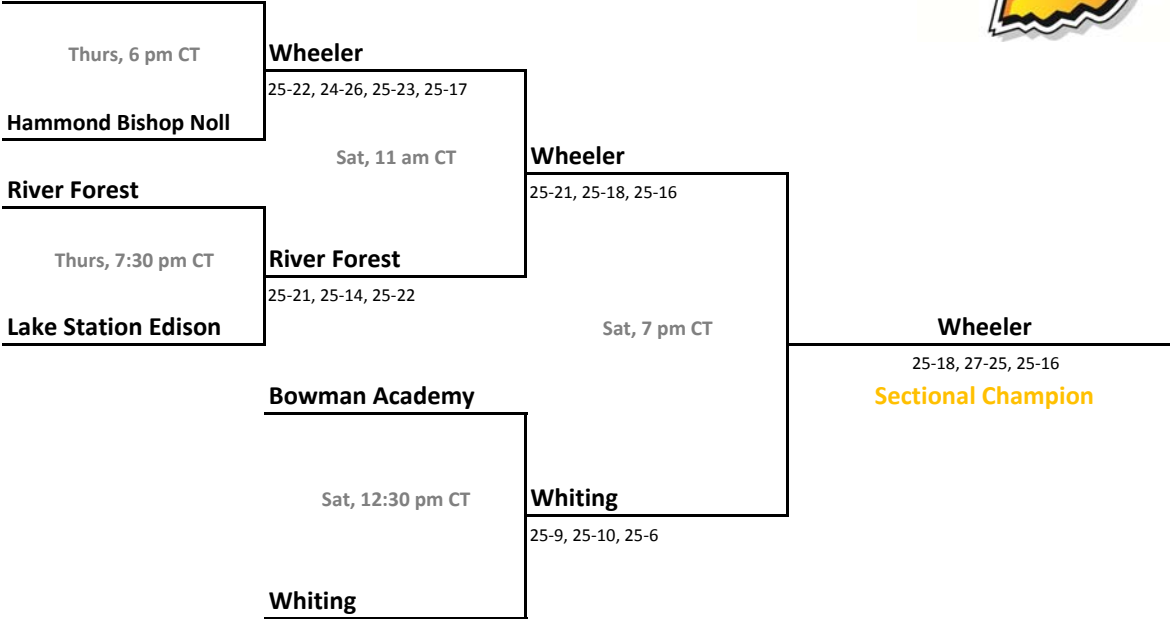 Thurs, 6 pm CT
Wheeler
25-22, 24-26, 25-23, 25-17
Hammond Bishop Noll
Sat, 11 am CT
Wheeler
River Forest
25-21, 25-18, 25-16
Thurs, 7:30 pm CT
River Forest
25-21, 25-14, 25-22
Lake Station Edison
Sat, 7 pm CT
Wheeler
25-18, 27-25, 25-16
Bowman Academy
Sectional Champion
Sat, 12:30 pm CT
Whiting
25-9, 25-10, 25-6
Whiting